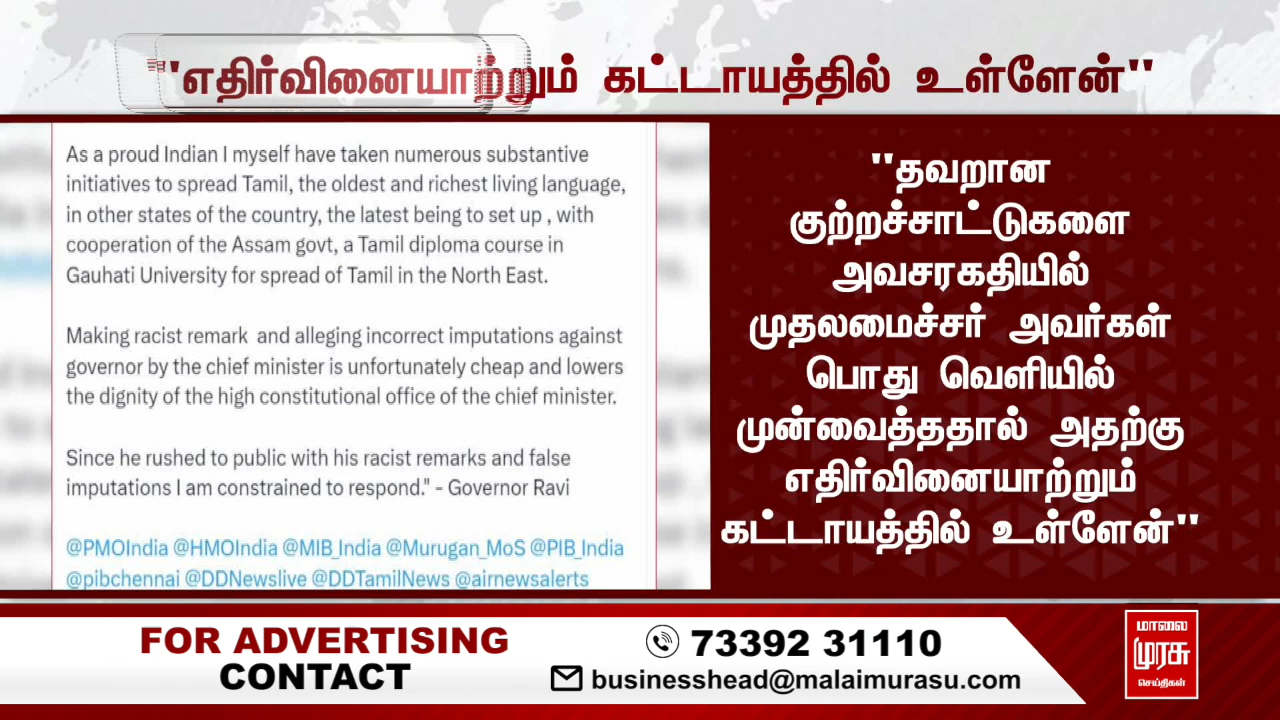 "எதிர்வினையாற்றும் கட்டாயத்தில் உள்ளேன்"
As a proud Indian I myself have taken numerous substantive
initiatives to spread Tamil, the oldest and richest living language,
in other states of the country, the latest being to set up , with
cooperation of the Assam govt, a Tamil diploma course in
Gauhati University for spread of Tamil in the North East.
Making racist remark and alleging incorrect imputations against
governor by the chief minister is unfortunately cheap and lowers
the dignity of the high constitutional office of the chief minister.
Since he rushed to public with his racist remarks and false
imputations I am constrained to respond." - Governor Ravi
@PMOIndia @HMOIndia @MIB_India @Murugan_MoS @PIB_India
@pibchennai @DDNewslive @DDTamilNews @airnewsalerts
"தவறான
குற்றச்சாட்டுகளை
அவசரகதியில்
முதலமைச்சர் அவர்கள்
பொது வெளியில்
முன்வைத்ததால் அதற்கு
எதிர்வினையாற்றும்
கட்டாயத்தில் உள்ளேன்"
FOR ADVERTISING
CONTACT
73392 31110
businesshead@malaimurasu.com
மாலை
முரசு
செய்திகள்